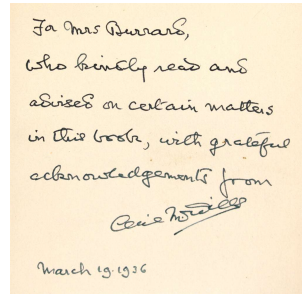 For Mrs Burrard,
who kindly read and
advised on certain matters
in this book, with grateful
acknowledgements from
March 19. 1936